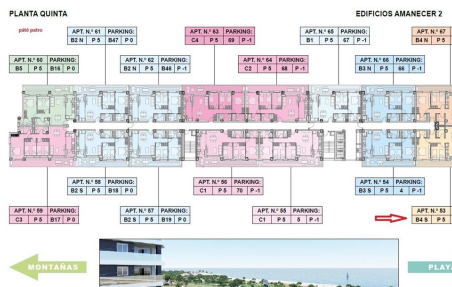 PLANTA QUINTA
EDIFICIOS AMANECER 2
pâté patro
APT. N.º 61 PARKING:
B2 N P 5 B47 P 0
APT. N.º 63 PARKING:
C4 P 5 69 P -1
APT. N.º 65 PARKING:
B1 P 5 67 P -1
APT. N.º 67
B4 N P 5
APT. N.º 60 PARKING:
B5 P 5 B16 P 0
APT. N.º 62 PARKING:
B2 N P 5 B46 P -1
APT. N.º 64 PARKING:
C2 P 5 68 P -1
APT. N.º 66 PARKING:
B3 N P 5 66 P -1
APT. N.º 58 PARKING:
B2 S P 5 B18 P 0
APT. N.º 56 PARKING:
C1 P 5 70 P -1
APT. N.º 54 PARKING:
B3 S P 5 4 P -1
APT. N.º 59 PARKING:
C3 P 5 B17 P 0
APT. N.º 57 PARKING:
B2 S P 5 B19 P 0
APT. N.º 55 PARKING:
C1 P 5 5 P -1
APT. N.º 53
B4 S P 5
MONTAÑAS
PLAY